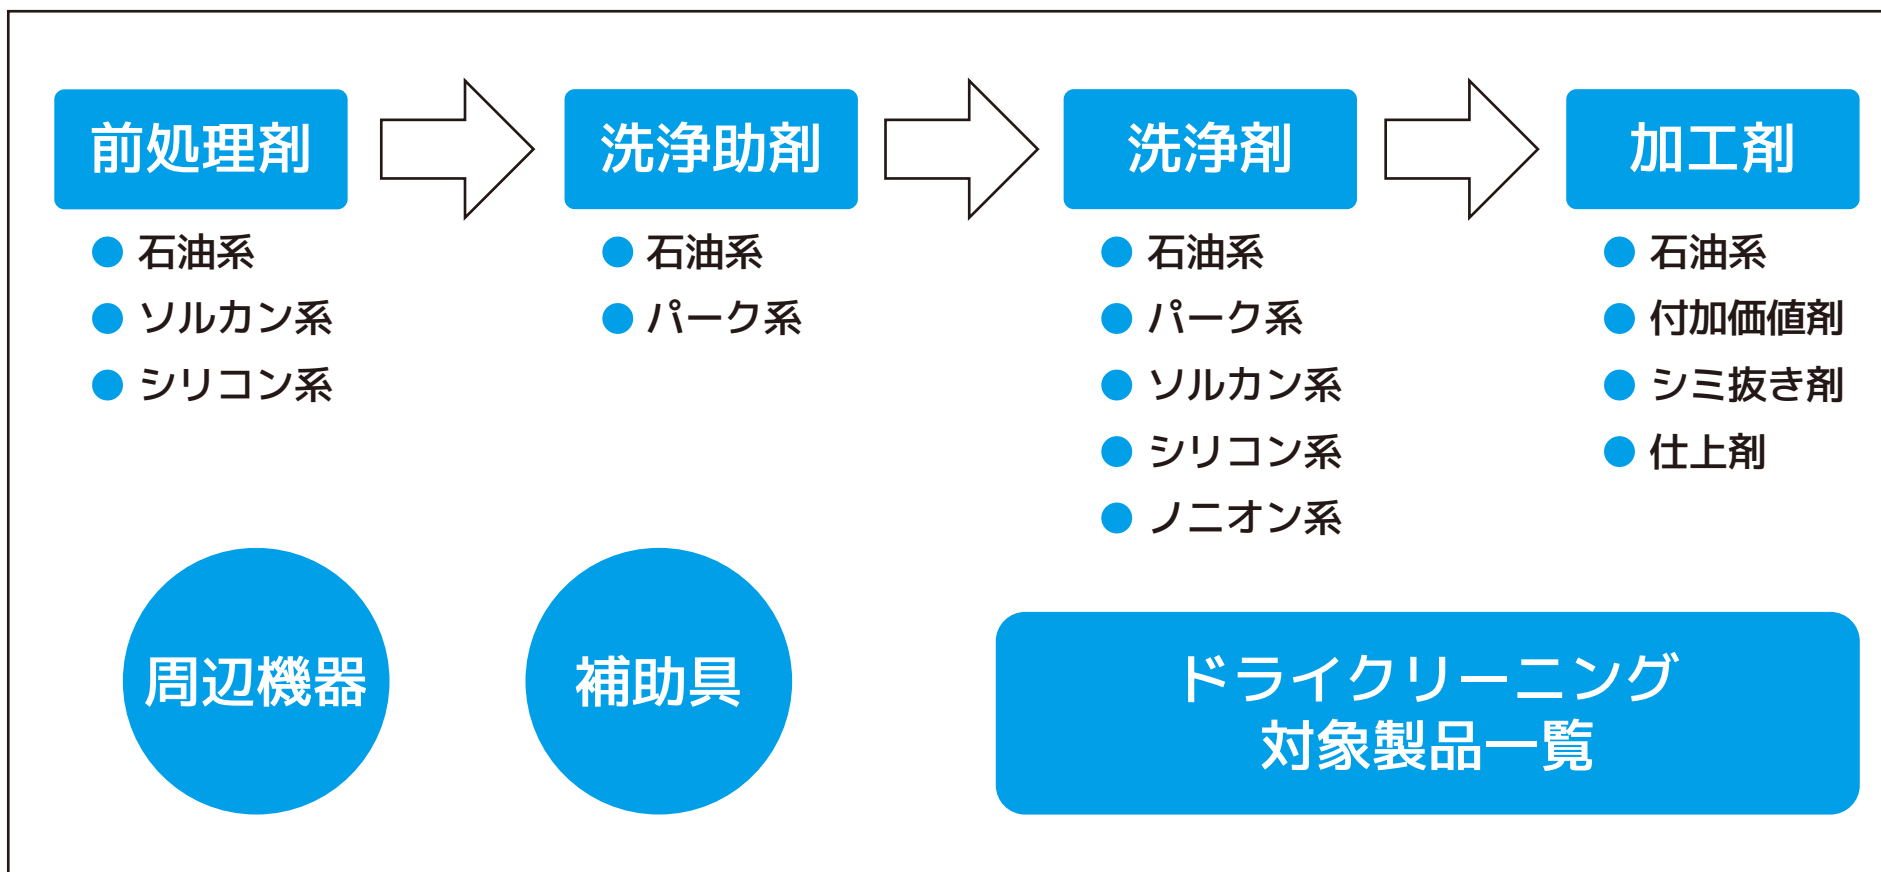 前処理剤
石油系
ソルカン系
シリコン系
洗浄助剤
石油系
パーク系
洗浄剤
石油系
パーク系
ソルカン系
シリコン系
ノニオン系
加工剤
石油系
付加価値剤
シミ抜き剤
仕上剤
周辺機器
補助具
ドライクリーニング
対象製品一覧